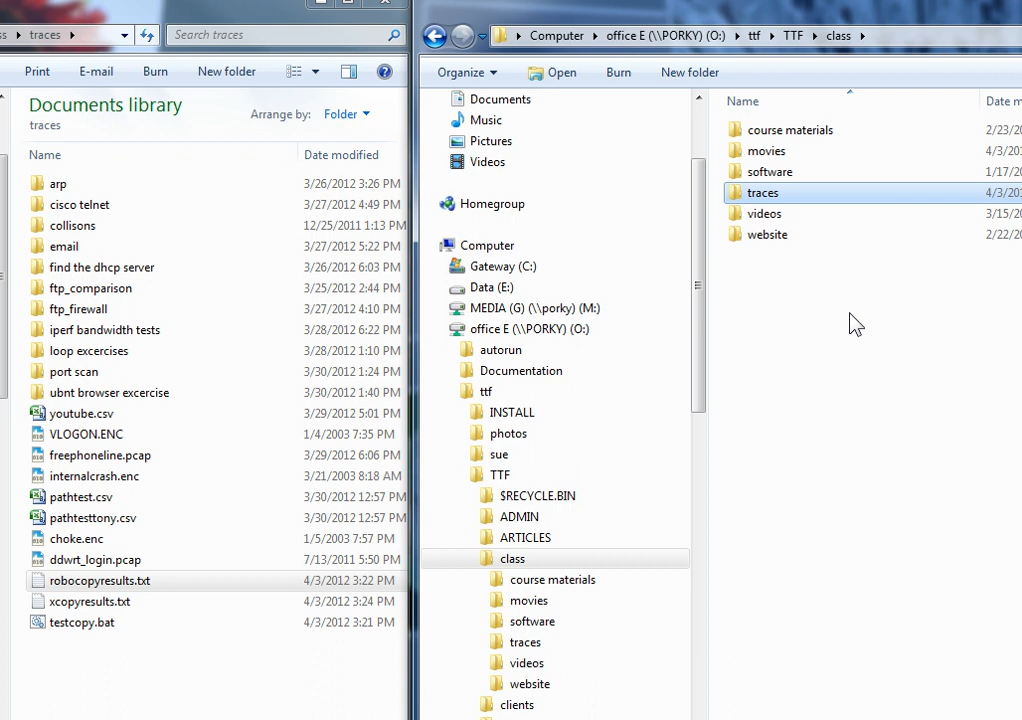 ss ▸ traces ▸
Search traces
Print E-mail Burn New folder
Documents library
traces
Arrange by: Folder
Name Date modified
arp 3/26/2012 3:26 PM
cisco telnet 3/27/2012 4:49 PM
collisons 12/25/2011 1:13 PM
email 3/27/2012 5:22 PM
find the dhcp server 3/26/2012 6:03 PM
ftp_comparison 3/25/2012 2:44 PM
ftp_firewall 3/27/2012 4:10 PM
iperf bandwidth tests 3/28/2012 6:22 PM
loop excercises 3/28/2012 1:10 PM
port scan 3/30/2012 1:24 PM
ubnt browser excercise 3/30/2012 1:40 PM
youtube.csv 3/29/2012 5:01 PM
VLOGON.ENC 1/4/2003 7:35 PM
freephoneline.pcap 3/29/2012 6:06 PM
internalcrash.enc 3/21/2003 8:18 AM
pathtest.csv 3/30/2012 12:57 PM
pathtesttony.csv 3/30/2012 12:57 PM
choke.enc 1/5/2003 7:57 PM
ddwrt_login.pcap 7/13/2011 5:50 PM
robocopyresults.txt 4/3/2012 3:22 PM
xcopyresults.txt 4/3/2012 3:24 PM
testcopy.bat 4/3/2012 3:21 PM
▸ Computer ▸ office E (\\PORKY) (O:) ▸ ttf ▸ TTF ▸ class ▸
Organize Open Burn New folder
Documents
Music
Pictures
Videos
Homegroup
Computer
Gateway (C:)
Data (E:)
MEDIA (G) (\\porky) (M:)
office E (\\PORKY) (O:)
autorun
Documentation
ttf
INSTALL
photos
sue
TTF
$RECYCLE.BIN
ADMIN
ARTICLES
class
course materials
movies
software
traces
videos
website
clients
Name Date m
course materials 2/23/20
movies 4/3/201
software 1/17/20
traces 4/3/201
videos 3/15/20
website 2/22/20